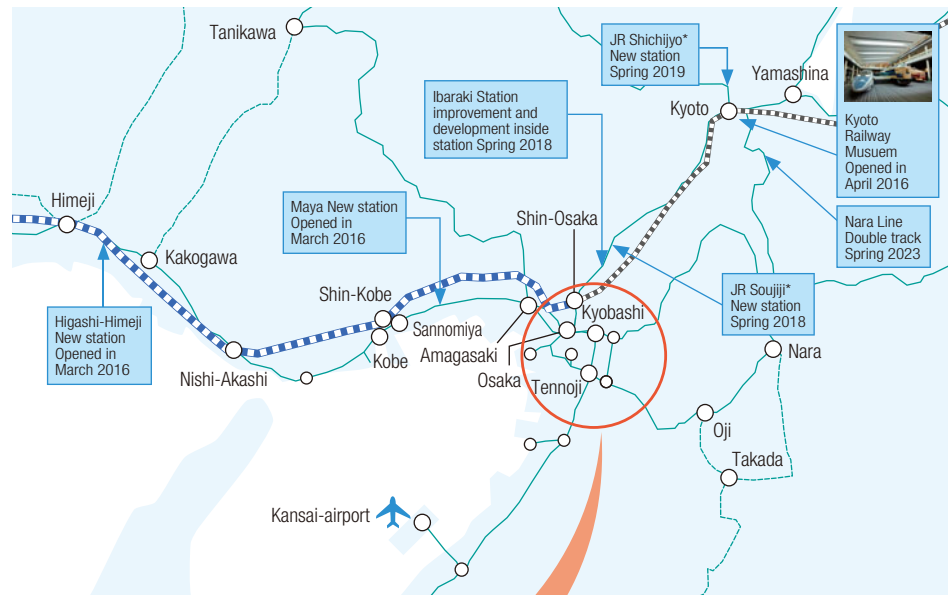 Tanikawa
JR Shichijyo*
New station
Spring 2019
Yamashina
Kyoto
Kyoto
Railway
Musuem
Opened in
April 2016
Ibaraki Station
improvement and
development inside
station Spring 2018
Himeji
Maya New station
Opened in
March 2016
Shin-Osaka
Nara Line
Double track
Spring 2023
Kakogawa
Shin-Kobe
JR Soujiji*
New station
Spring 2018
Higashi-Himeji
New station
Opened in
March 2016
Sannomiya
Kyobashi
Kobe
Amagasaki
Nara
Nishi-Akashi
Osaka
Tennoji
Oji
Takada
Kansai-airport